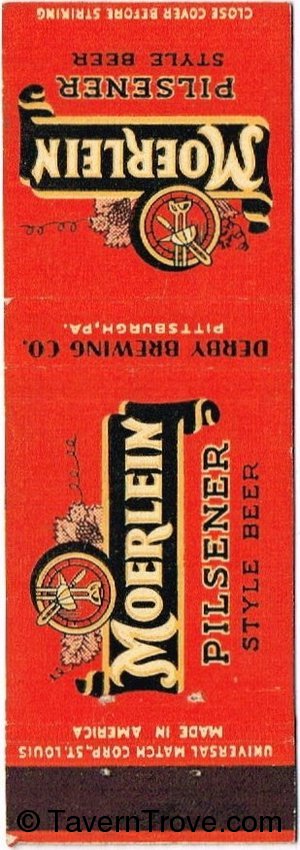 CLOSE COVER BEFORE STRIKING
MOERLEIN
PILSENER
STYLE BEER
DERBY BREWING CO.
PITTSBURGH, PA.
MOERLEIN
PILSENER
STYLE BEER
UNIVERSAL MATCH CORP., ST. LOUIS
MADE IN AMERICA
© TavernTrove.com